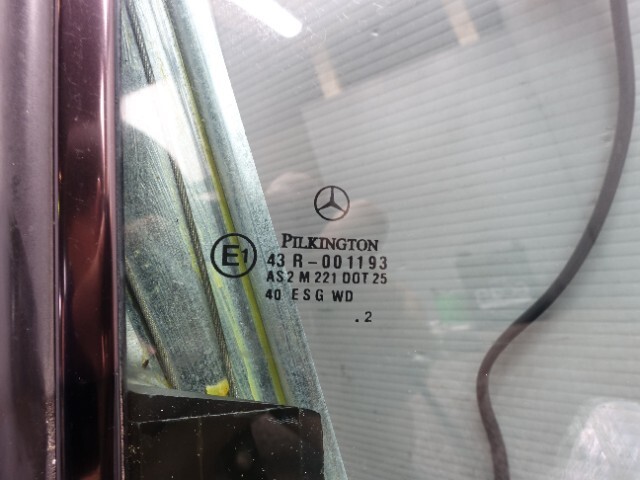 PILKINGTON
E1 43 R-001193
AS2 M 221 DOT 25
40 ESG WD
.2